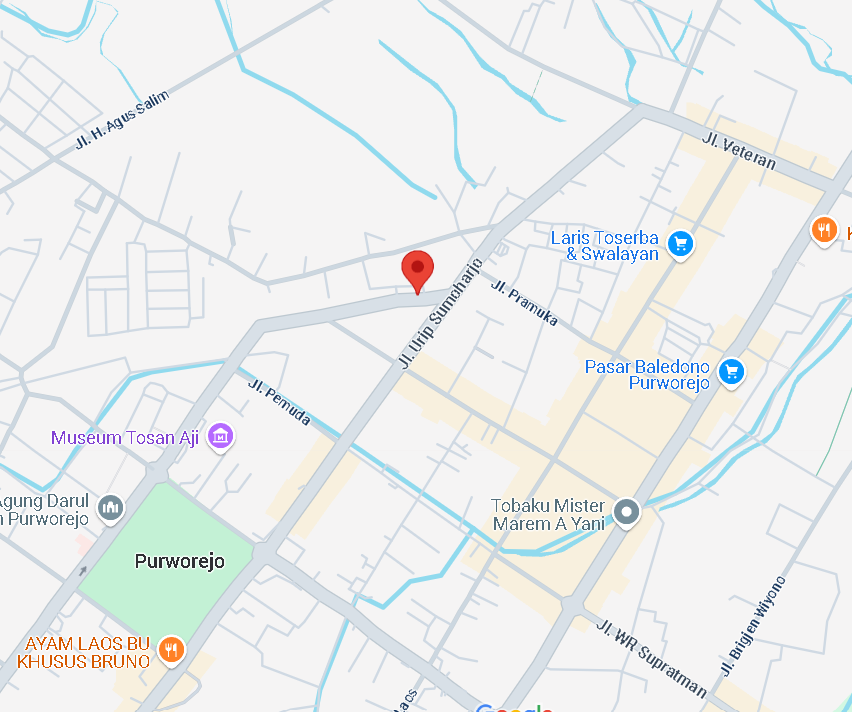 Jl. H. Agus Salim
Jl. Veteran
Laris Toserba
& Swalayan
Jl. Pramuka
Jl. Urip Sumoharjo
Pasar Baledono
Purworejo
Jl. Pemuda
Museum Tosan Aji
Agung Darul
Purworejo
Tobaku Mister
Marem A Yani
Purworejo
Jl. Brigjen Wiyono
Jl. WR Supratman
AYAM LAOS BU
KHUSUS BRUNO
Laos
Google